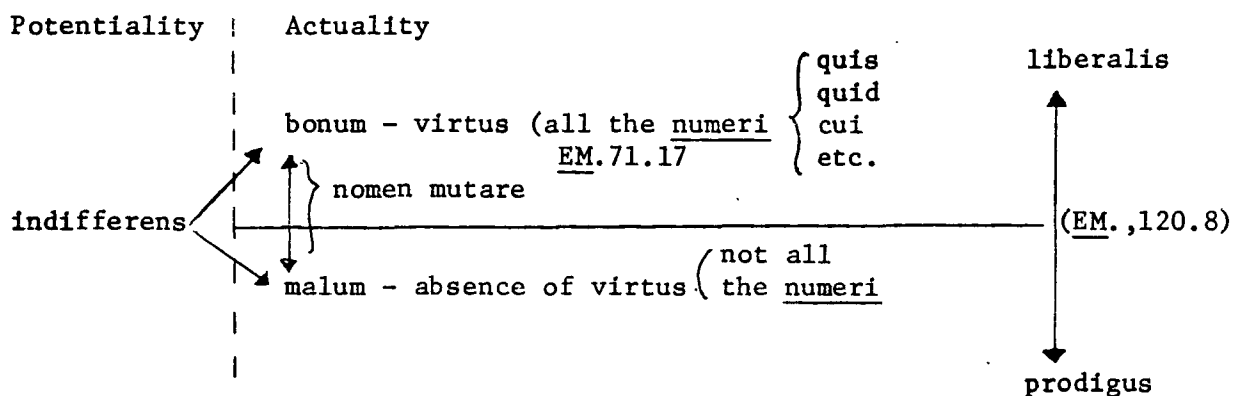 Potentiality Actuality
quis liberalis
quid
bonum - virtus (all the numeri cui
EM.71.17 etc.
nomen mutare
indifferens (EM.,120.8)
not all
malum - absence of virtus the numeri
prodigus